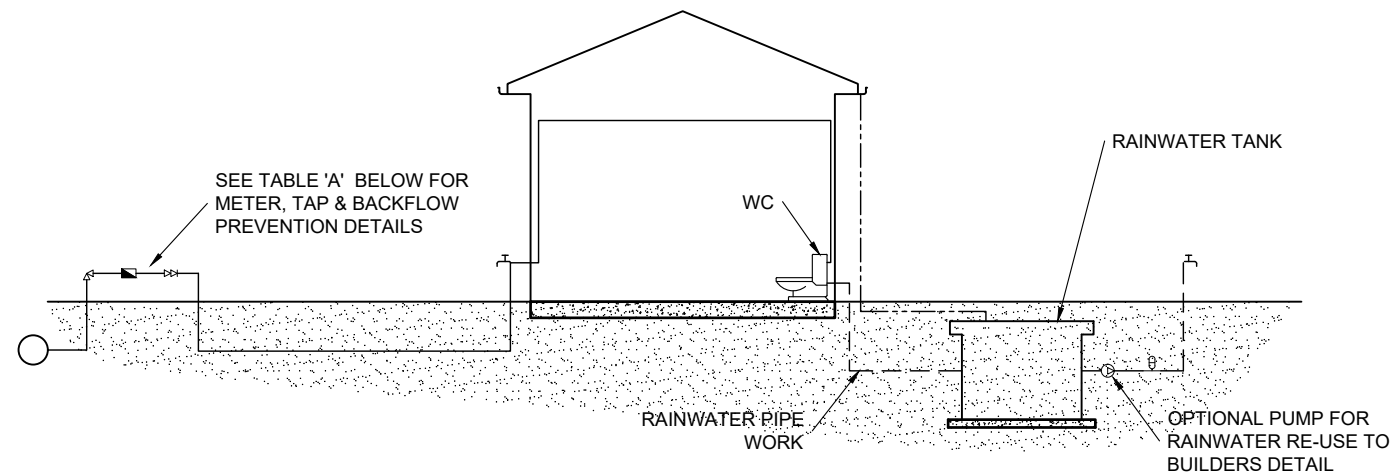 RAINWATER TANK
SEE TABLE 'A' BELOW FOR
METER, TAP & BACKFLOW
PREVENTION DETAILS
WC
RAINWATER PIPE
WORK
OPTIONAL PUMP FOR
RAINWATER RE-USE TO
BUILDERS DETAIL